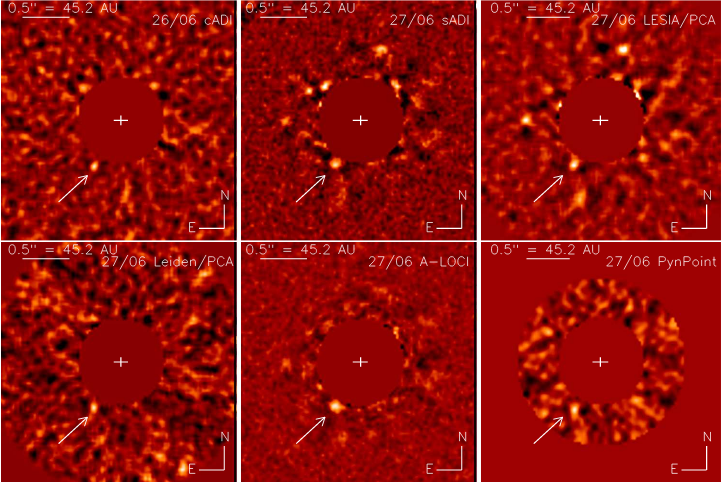 0.5'' = 45.2 AU
26/06 cADI
N
E
0.5'' = 45.2 AU
27/06 sADI
N
E
0.5'' = 45.2 AU
27/06 LESIA/PCA
N
E
0.5'' = 45.2 AU
27/06 Leiden/PCA
N
E
0.5'' = 45.2 AU
27/06 A-LOCI
N
E
0.5'' = 45.2 AU
27/06 PynPoint
N
E